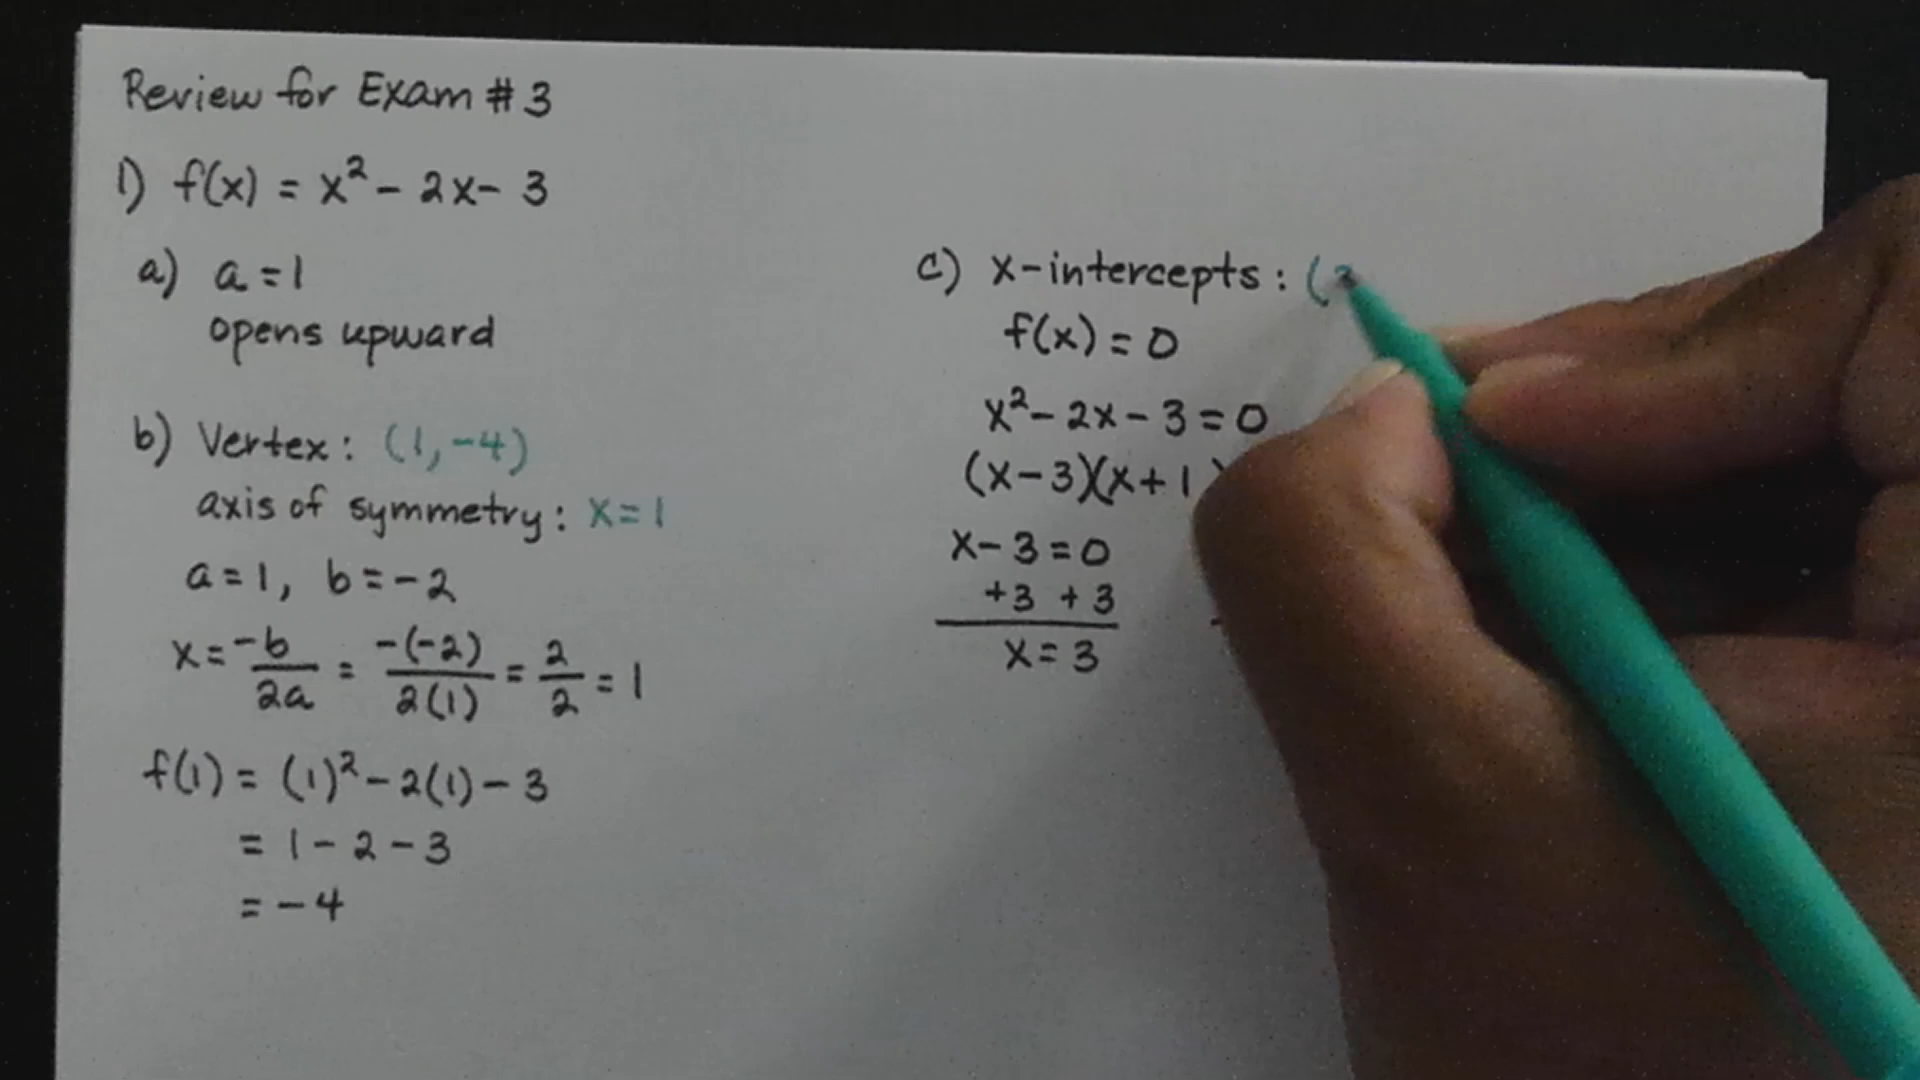 Review for Exam # 3
1) f(x) = x² - 2x - 3
a) a = 1
opens upward
b) Vertex: (1, -4)
axis of symmetry: x = 1
a = 1, b = -2
x = -b/2a = -(-2)/2(1) = 2/2 = 1
f(1) = (1)² - 2(1) - 3
= 1 - 2 - 3
= -4
c) x-intercepts: (
f(x) = 0
x² - 2x - 3 = 0
(x - 3)(x + 1)
x - 3 = 0
+3 +3
x = 3